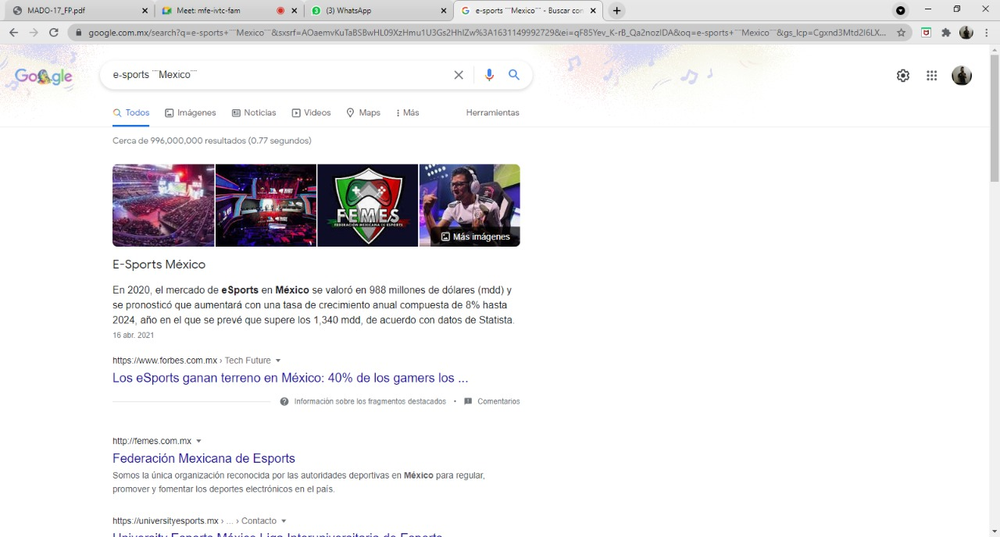 MADO-17_FP.pdf
Meet: mfe-ivtc-fam
(3) WhatsApp
e-sports ¨¨Mexico¨¨ - Buscar con
google.com.mx/search?q=e-sports+¨¨Mexico¨¨&sxsrf=AOaemvKuTaBSBwHL09XzHmu1U3Gs2HhlZw%3A1631149992729&ei=qF85Yev_K-rB_Qa2nozIDA&oq=e-sports+¨¨Mexico¨¨&gs_lcp=Cgxnd3Mtd2l6LX...
Google
e-sports ¨¨Mexico¨¨
Todos
Imágenes
Noticias
Videos
Maps
Más
Herramientas
Cerca de 996,000,000 resultados (0.77 segundos)
FEMES
FEDERACIÓN MEXICANA DE ESPORTS
Más imágenes
E-Sports México
En 2020, el mercado de eSports en México se valoró en 988 millones de dólares (mdd) y
se pronosticó que aumentará con una tasa de crecimiento anual compuesta de 8% hasta
2024, año en el que se prevé que supere los 1,340 mdd, de acuerdo con datos de Statista.
16 abr. 2021
https://www.forbes.com.mx › Tech Future
Los eSports ganan terreno en México: 40% de los gamers los ...
Información sobre los fragmentos destacados • Comentarios
http://femes.com.mx
Federación Mexicana de Esports
Somos la única organización reconocida por las autoridades deportivas en México para regular,
promover y fomentar los deportes electrónicos en el país.
https://universityesports.mx › ... › Contacto
University Esports México Liga Interuniversitaria de Esports